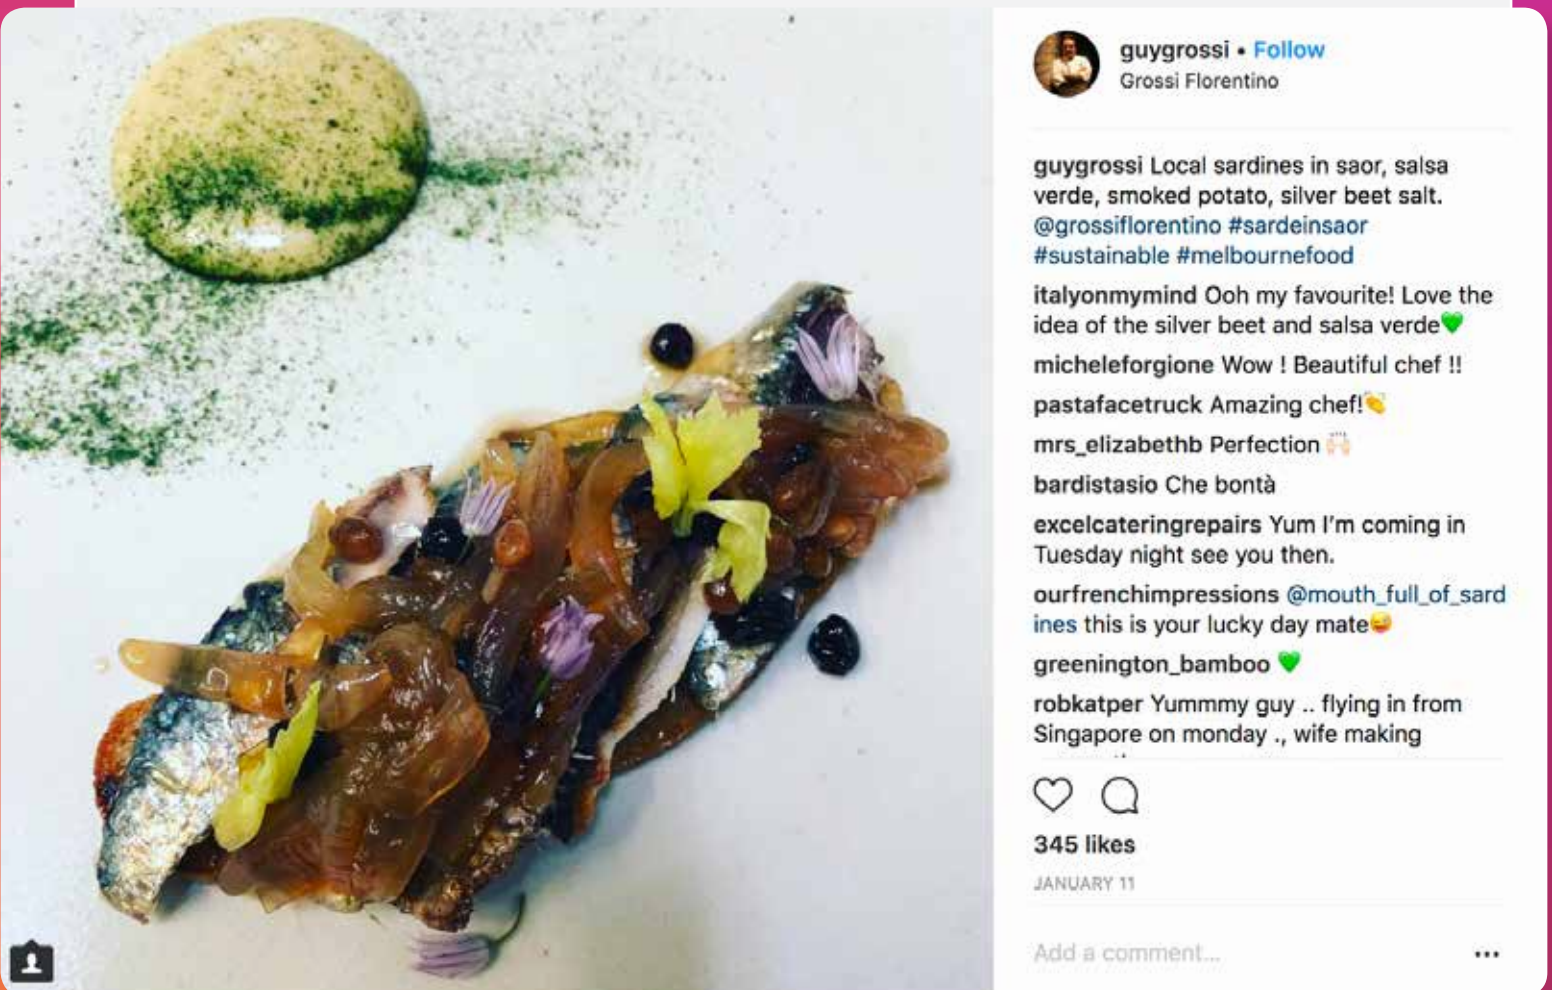 guygrossi • Follow
Grossi Florentino
guygrossi Local sardines in saor, salsa
verde, smoked potato, silver beet salt.
@grossiflorentino #sardeinsaor
#sustainable #melbournefood
italyonmymind Ooh my favourite! Love the
idea of the silver beet and salsa verde💚
micheleforgione Wow ! Beautiful chef !!
pastafacetruck Amazing chef!👏
mrs_elizabethb Perfection 🙌🏻
bardistasio Che bontà
excelcateringrepairs Yum I'm coming in
Tuesday night see you then.
ourfrenchimpressions @mouth_full_of_sard
ines this is your lucky day mate😜
greenington_bamboo 💚
robkatper Yummmy guy .. flying in from
Singapore on monday ., wife making
345 likes
JANUARY 11
Add a comment...